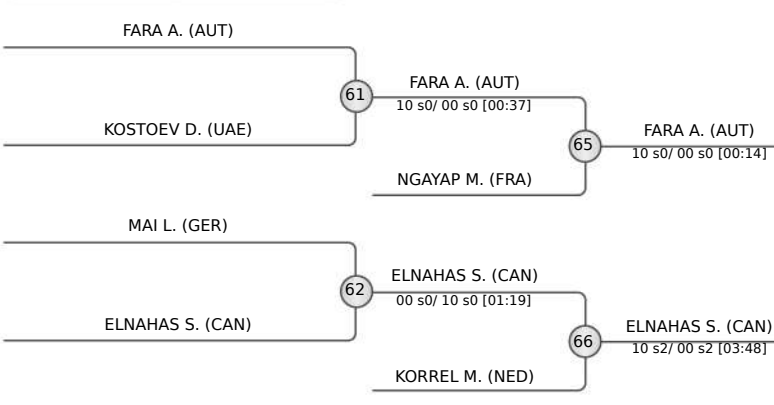 FARA A. (AUT)
61
KOSTOEV D. (UAE)
FARA A. (AUT)
10 s0/ 00 s0 [00:37]
65
NGAYAP M. (FRA)
FARA A. (AUT)
10 s0/ 00 s0 [00:14]
MAI L. (GER)
62
ELNAHAS S. (CAN)
ELNAHAS S. (CAN)
00 s0/ 10 s0 [01:19]
66
KORREL M. (NED)
ELNAHAS S. (CAN)
10 s2/ 00 s2 [03:48]